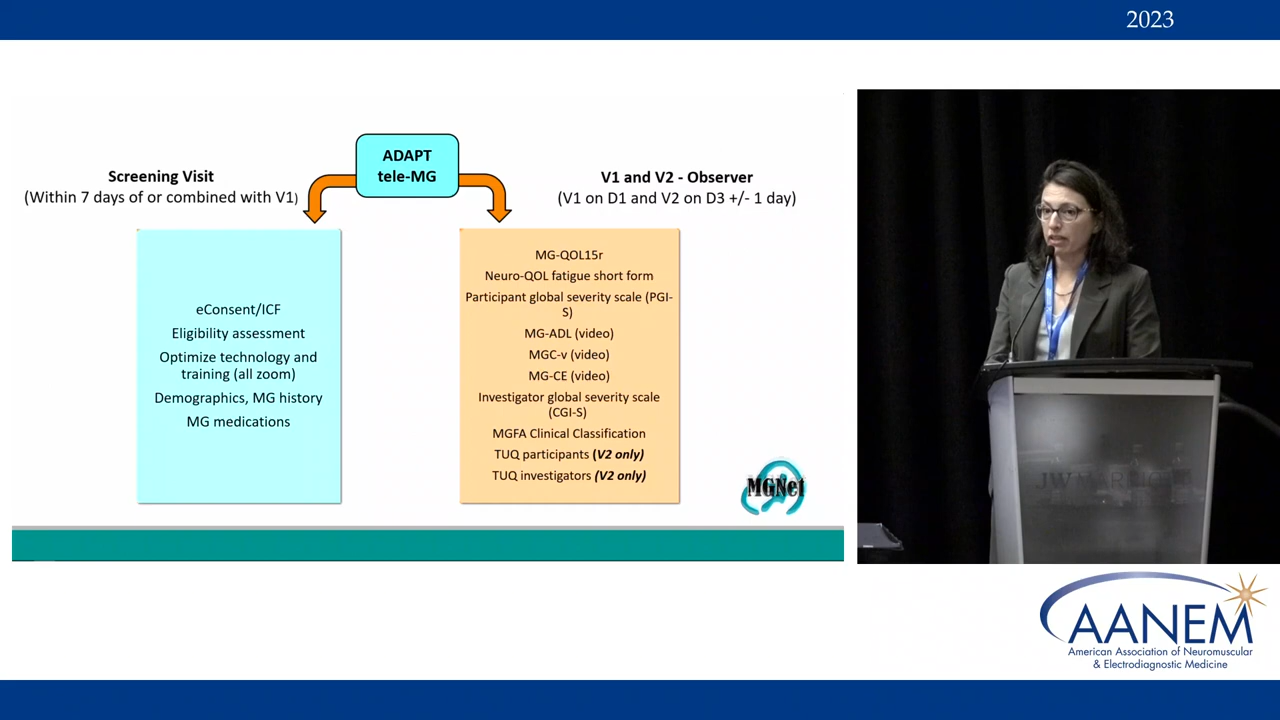 2023
ADAPT
tele-MG
Screening Visit
(Within 7 days of or combined with V1)
V1 and V2 - Observer
(V1 on D1 and V2 on D3 +/- 1 day)
eConsent/ICF
Eligibility assessment
Optimize technology and
training (all zoom)
Demographics, MG history
MG medications
MG-QOL15r
Neuro-QOL fatigue short form
Participant global severity scale (PGI-
S)
MG-ADL (video)
MGC-v (video)
MG-CE (video)
Investigator global severity scale
(CGI-S)
MGFA Clinical Classification
TUQ participants (V2 only)
TUQ investigators (V2 only)
MGNet
JW MARRIOTT
AANEM
American Association of Neuromuscular
& Electrodiagnostic Medicine